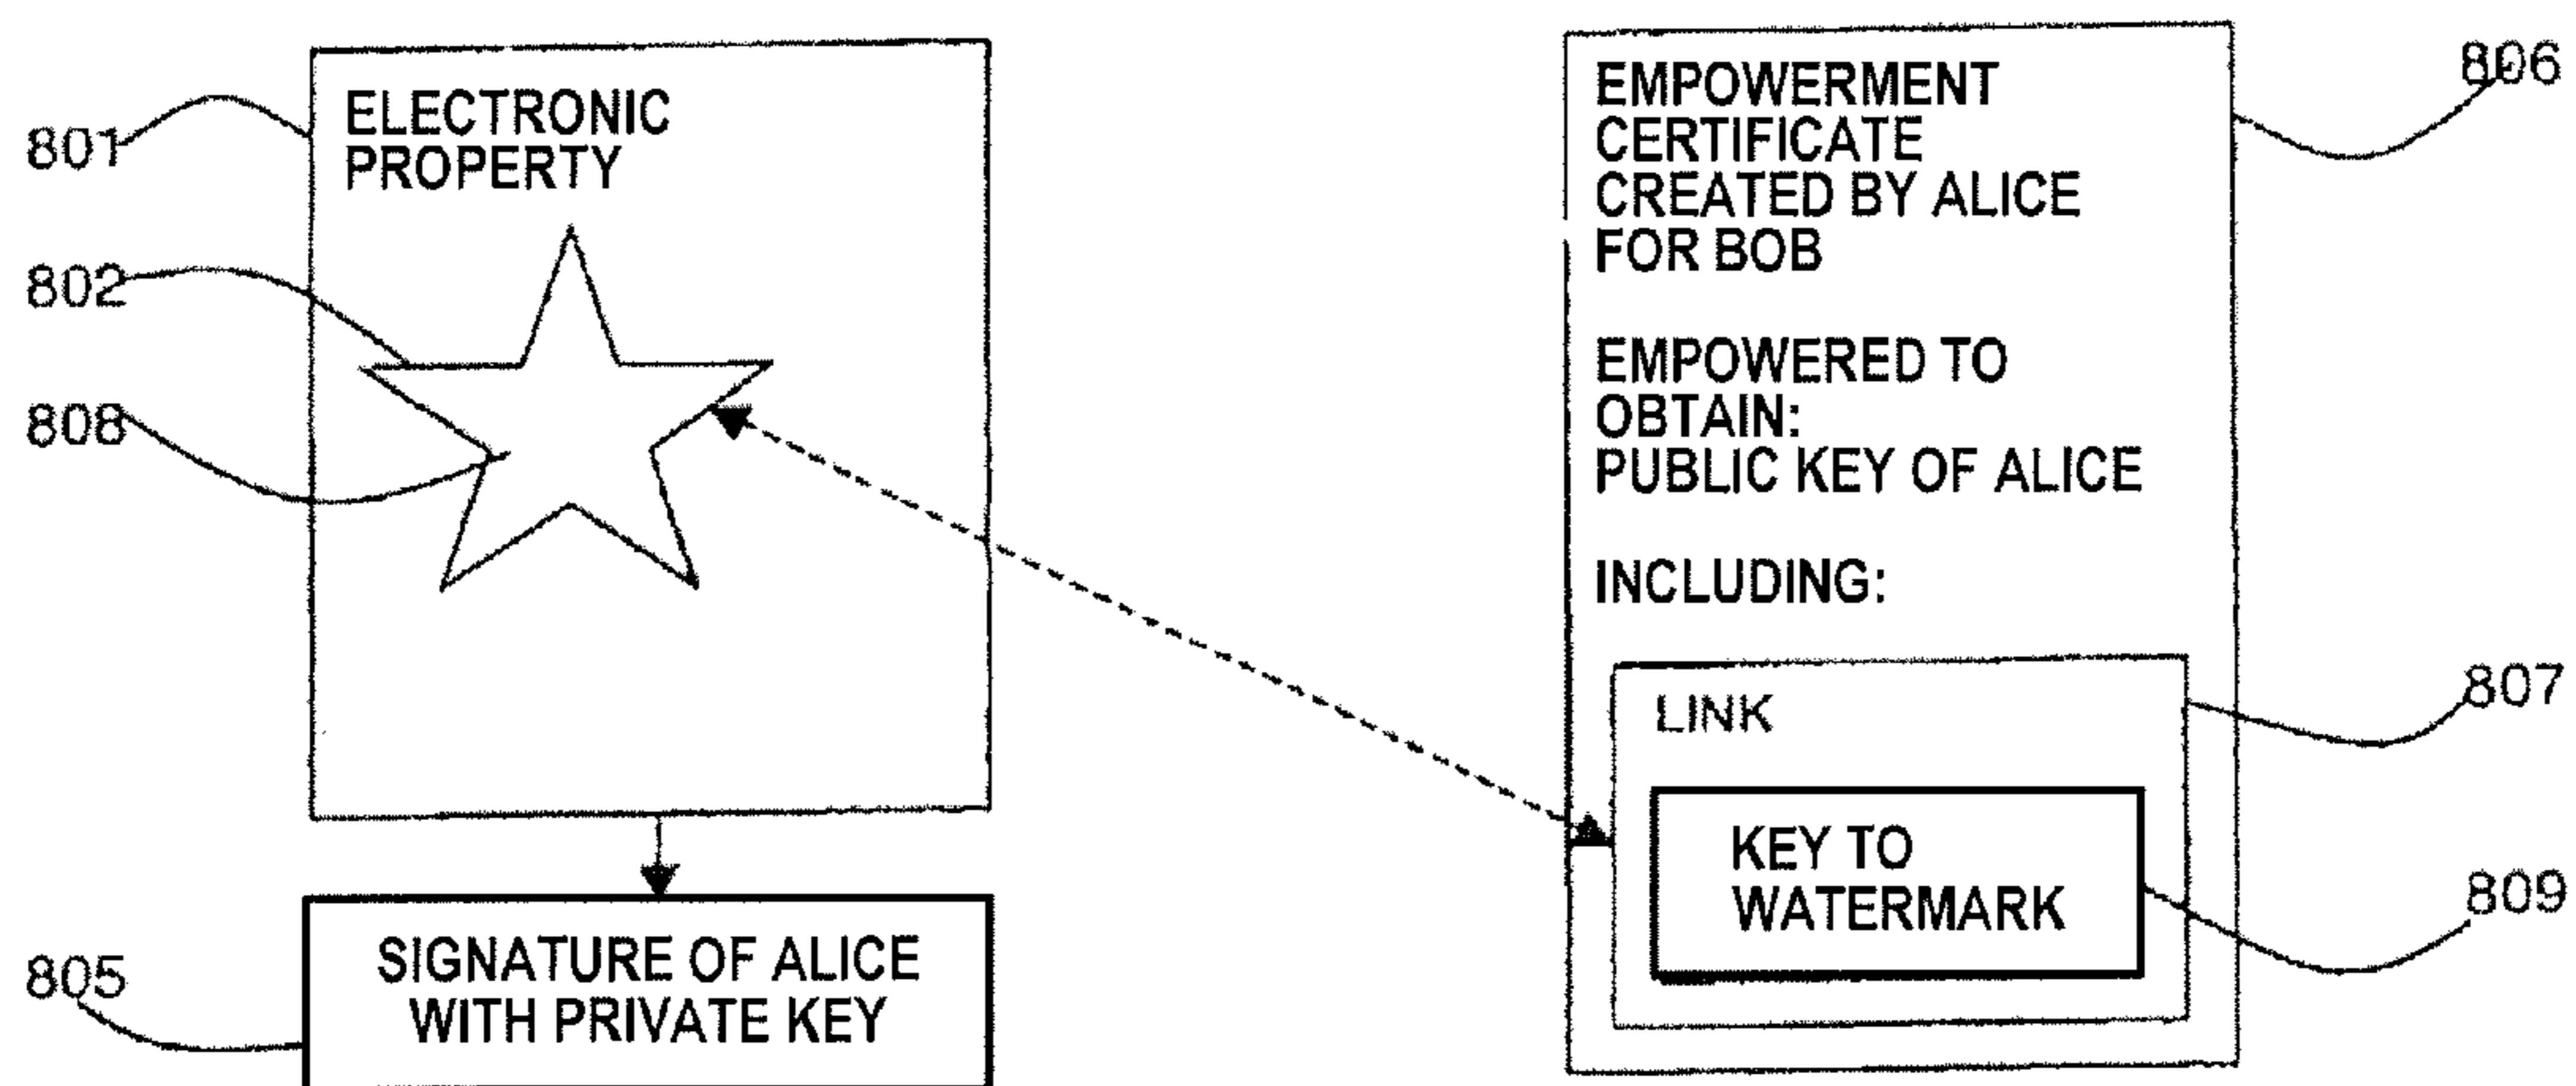 801
ELECTRONIC
PROPERTY
802
808
805
SIGNATURE OF ALICE
WITH PRIVATE KEY
806
EMPOWERMENT
CERTIFICATE
CREATED BY ALICE
FOR BOB
EMPOWERED TO
OBTAIN:
PUBLIC KEY OF ALICE
INCLUDING:
807
LINK
KEY TO
WATERMARK
809